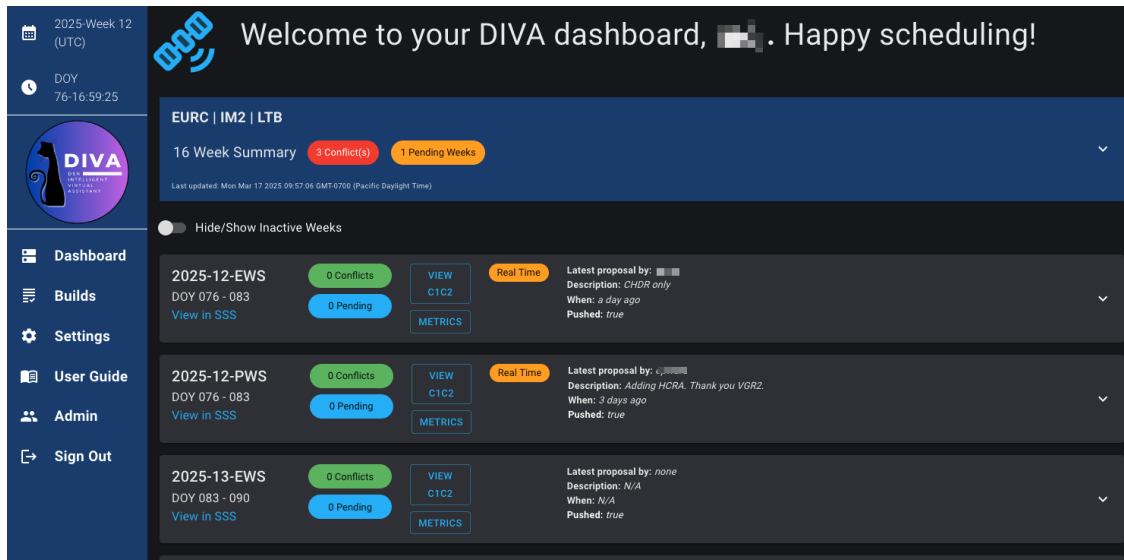 2025-Week 12
(UTC)
DOY
76-16:59:25
DIVA
DSN
INTELLIGENT
VIRTUAL
ASSISTANT
Dashboard
Builds
Settings
User Guide
Admin
Sign Out
Welcome to your DIVA dashboard, . Happy scheduling!
EURC | IM2 | LTB
16 Week Summary 3 Conflict(s) 1 Pending Weeks
Last updated: Mon Mar 17 2025 09:57:06 GMT-0700 (Pacific Daylight Time)
Hide/Show Inactive Weeks
2025-12-EWS
DOY 076 - 083
View in SSS
0 Conflicts
0 Pending
VIEW
C1C2
METRICS
Real Time
Latest proposal by:
Description: CHDR only
When: a day ago
Pushed: true
2025-12-PWS
DOY 076 - 083
View in SSS
0 Conflicts
0 Pending
VIEW
C1C2
METRICS
Real Time
Latest proposal by:
Description: Adding HCRA. Thank you VGR2.
When: 3 days ago
Pushed: true
2025-13-EWS
DOY 083 - 090
View in SSS
0 Conflicts
0 Pending
VIEW
C1C2
METRICS
Latest proposal by: none
Description: N/A
When: N/A
Pushed: true